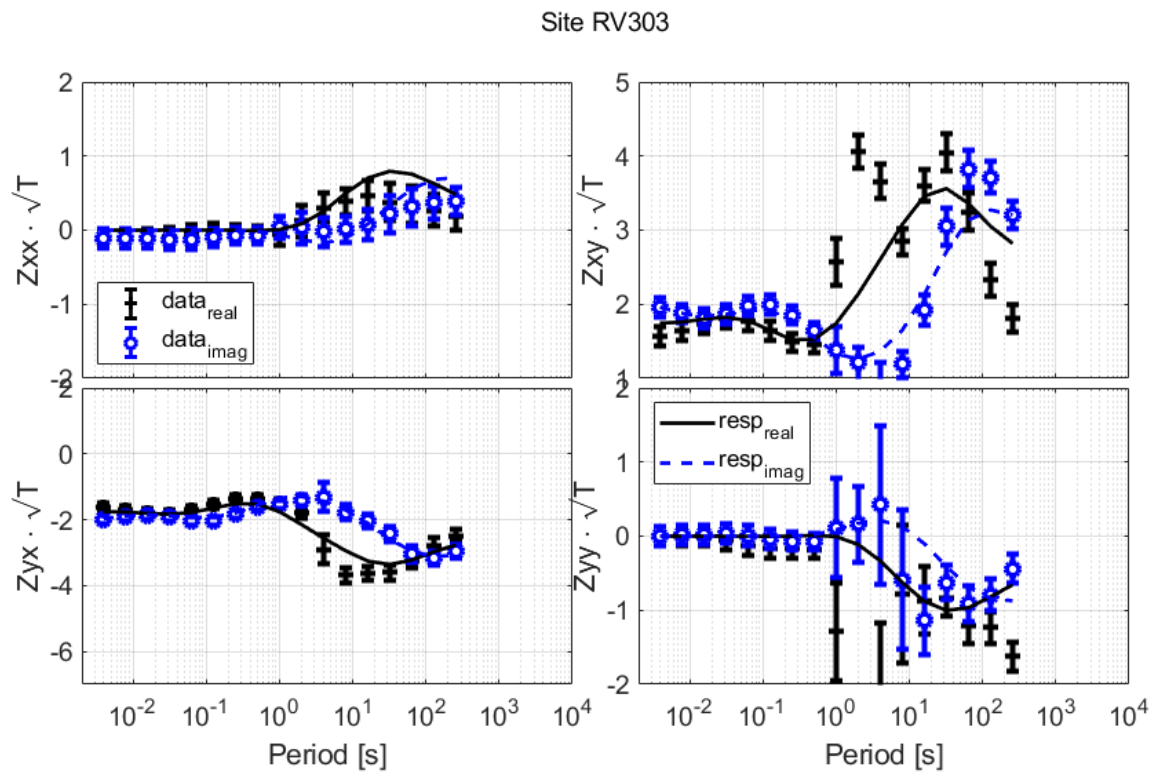 Site RV303
2
1
0
-1
-2
Zxx · √T
data_real
data_imag
5
4
3
2
1
Zxy · √T
2
0
-2
-4
-6
Zyx · √T
10^-2 10^-1 10^0 10^1 10^2 10^3 10^4
Period [s]
2
1
0
-1
-2
Zyy · √T
resp_real
resp_imag
10^-2 10^-1 10^0 10^1 10^2 10^3 10^4
Period [s]